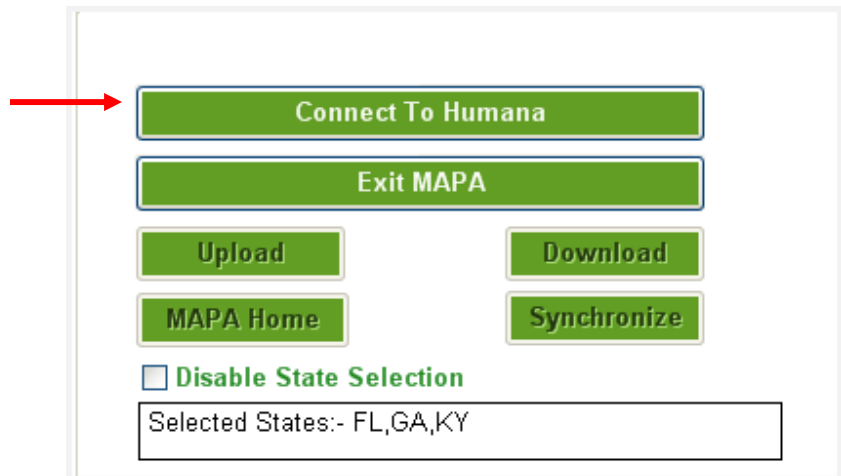 Connect To Humana
Exit MAPA
Upload Download
MAPA Home Synchronize
Disable State Selection
Selected States:- FL,GA,KY